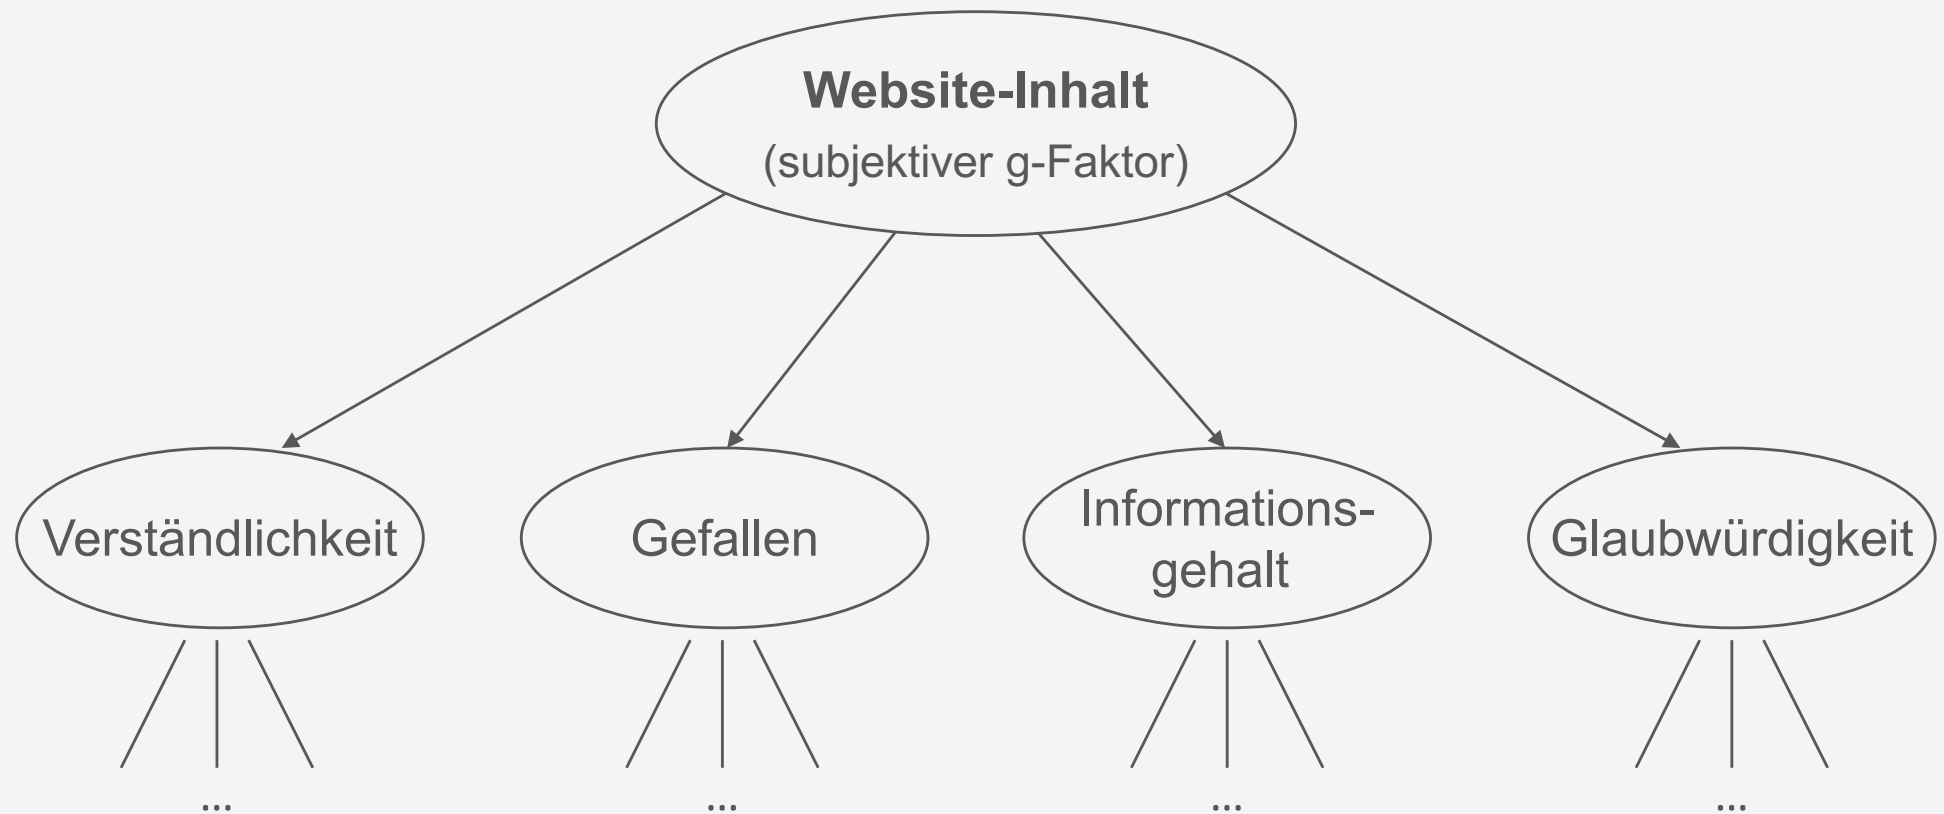 Website-Inhalt
(subjektiver g-Faktor)
Verständlichkeit
Gefallen
Informations-
gehalt
Glaubwürdigkeit
...
...
...
...